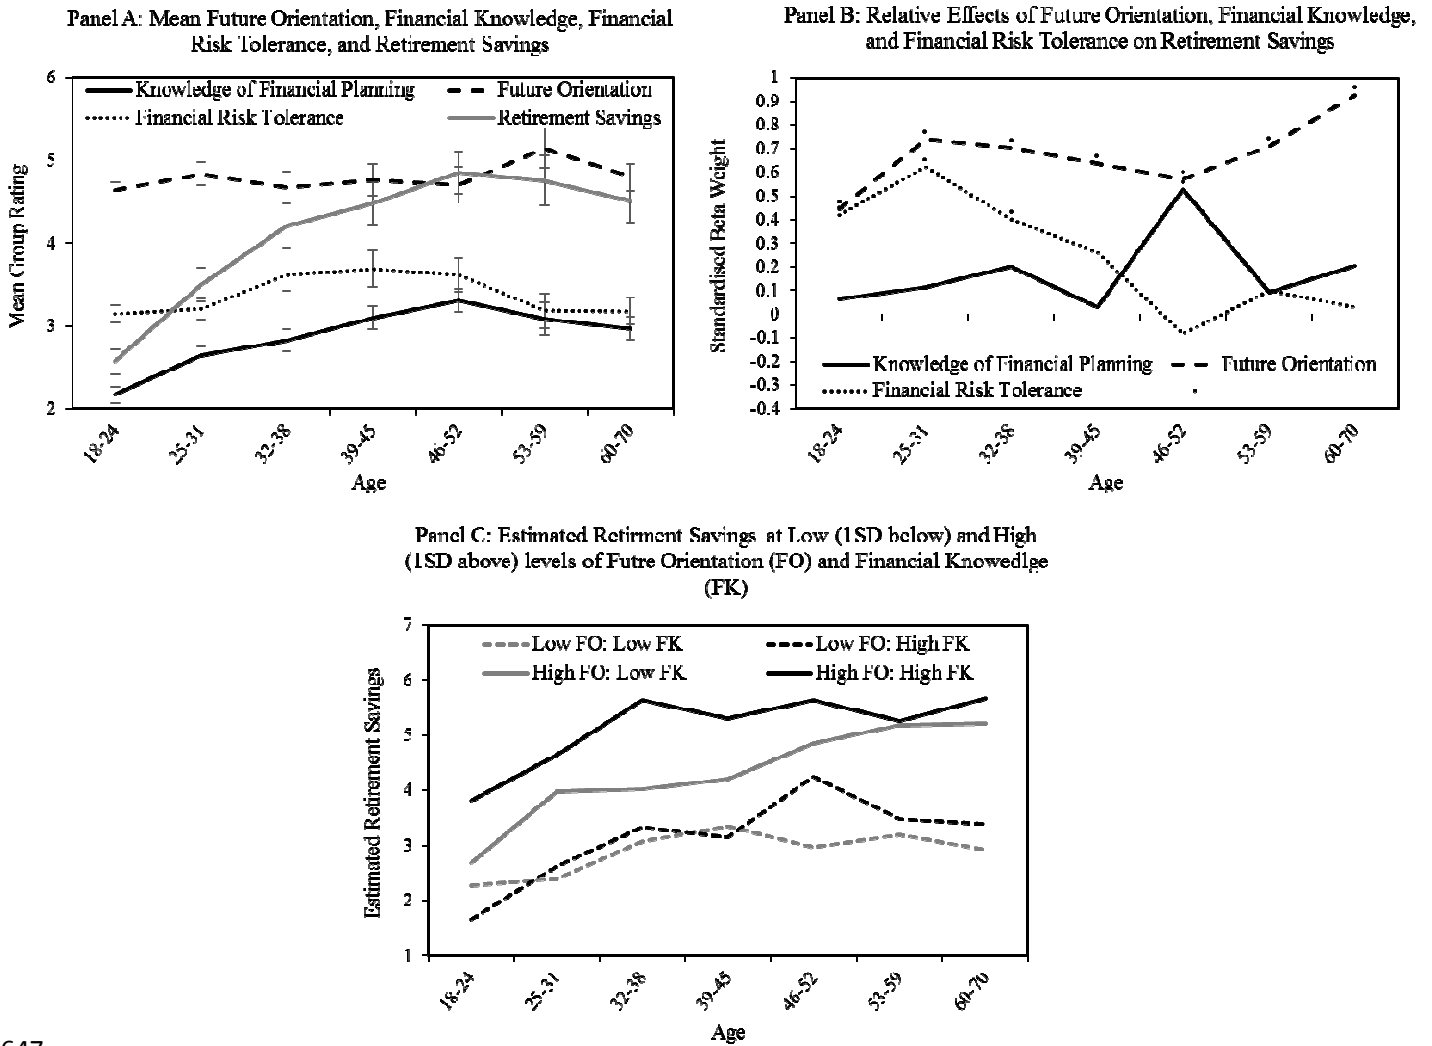 Panel A: Mean Future Orientation, Financial Knowledge, Financial
Risk Tolerance, and Retirement Savings
6
5
4
3
2
Mean Group Rating
Knowledge of Financial Planning
Future Orientation
Financial Risk Tolerance
Retirement Savings
18-24
25-31
32-38
39-45
46-52
53-59
60-70
Age
Panel B: Relative Effects of Future Orientation, Financial Knowledge,
and Financial Risk Tolerance on Retirement Savings
1
0.9
0.8
0.7
0.6
0.5
0.4
0.3
0.2
0.1
0
-0.1
-0.2
-0.3
-0.4
Standardised Beta Weight
Knowledge of Financial Planning
Future Orientation
Financial Risk Tolerance
18-24
25-31
32-38
39-45
46-52
53-59
60-70
Age
Panel C: Estimated Retirment Savings at Low (1SD below) and High
(1SD above) levels of Futre Orientation (FO) and Financial Knowedlge
(FK)
7
6
5
4
3
2
1
Estimated Retirement Savings
Low FO: Low FK
Low FO: High FK
High FO: Low FK
High FO: High FK
18-24
25-31
32-38
39-45
46-52
53-59
60-70
Age